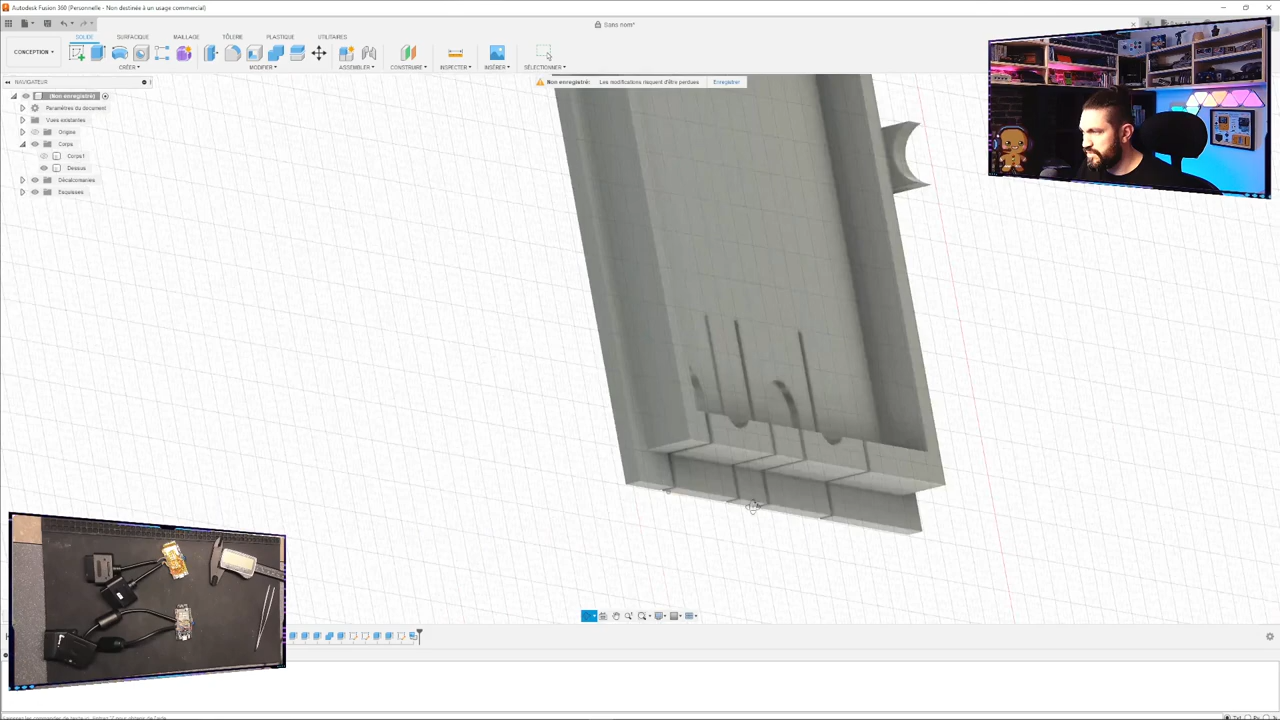 Autodesk Fusion 360 (Personnelle - Non destinée à un usage commercial)
Sans nom*
SOLIDE SURFACIQUE MAILLAGE TÔLERIE PLASTIQUE UTILITAIRES
CONCEPTION
CRÉER MODIFIER ASSEMBLER CONSTRUIRE INSPECTER INSÉRER SÉLECTIONNER
NAVIGATEUR
Non enregistré: Les modifications risquent d'être perdues Enregistrer
(Non enregistré)
Paramètres du document
Vues existantes
Origine
Corps
Corps1
Dessus
Décalcomanies
Esquisses